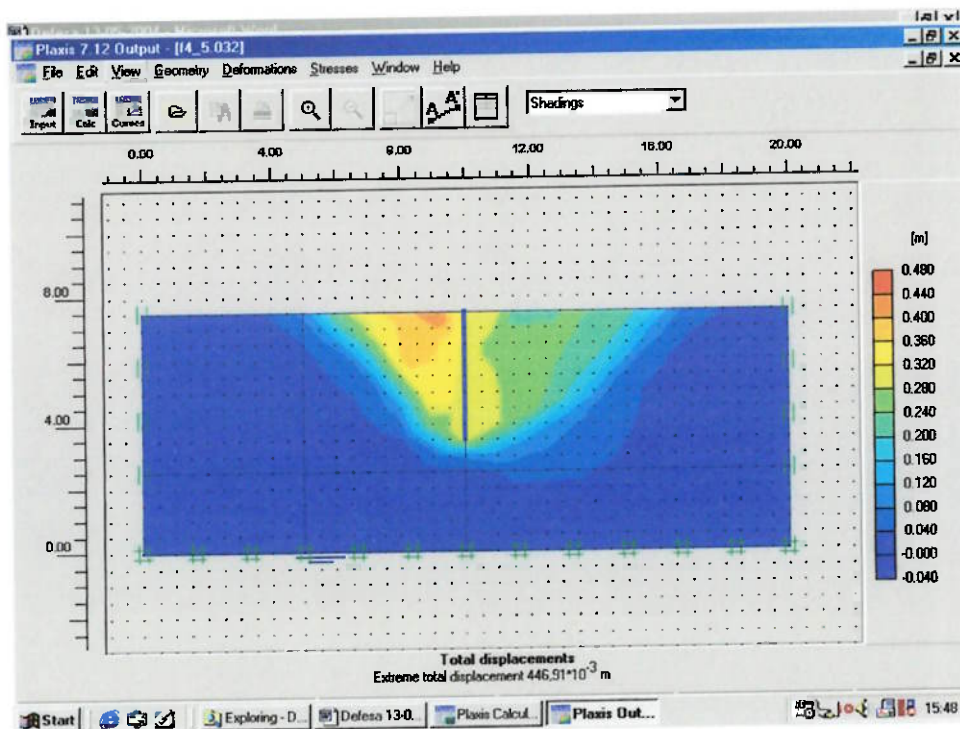 Plaxis 7.12 Output - [I4_5.032]
File Edit View Geometry Deformations Stresses Window Help
Input Calc Curves Shadings
0.00 4.00 8.00 12.00 16.00 20.00
[m]
0.480
0.440
0.400
0.360
0.320
0.280
0.240
0.200
0.160
0.120
0.080
0.040
-0.000
-0.040
8.00
4.00
0.00
Total displacements
Extreme total displacement 446,91*10-3 m
Start Exploring - D... Defesa 13-0... Plaxis Calcul... Plaxis Out... 15:48